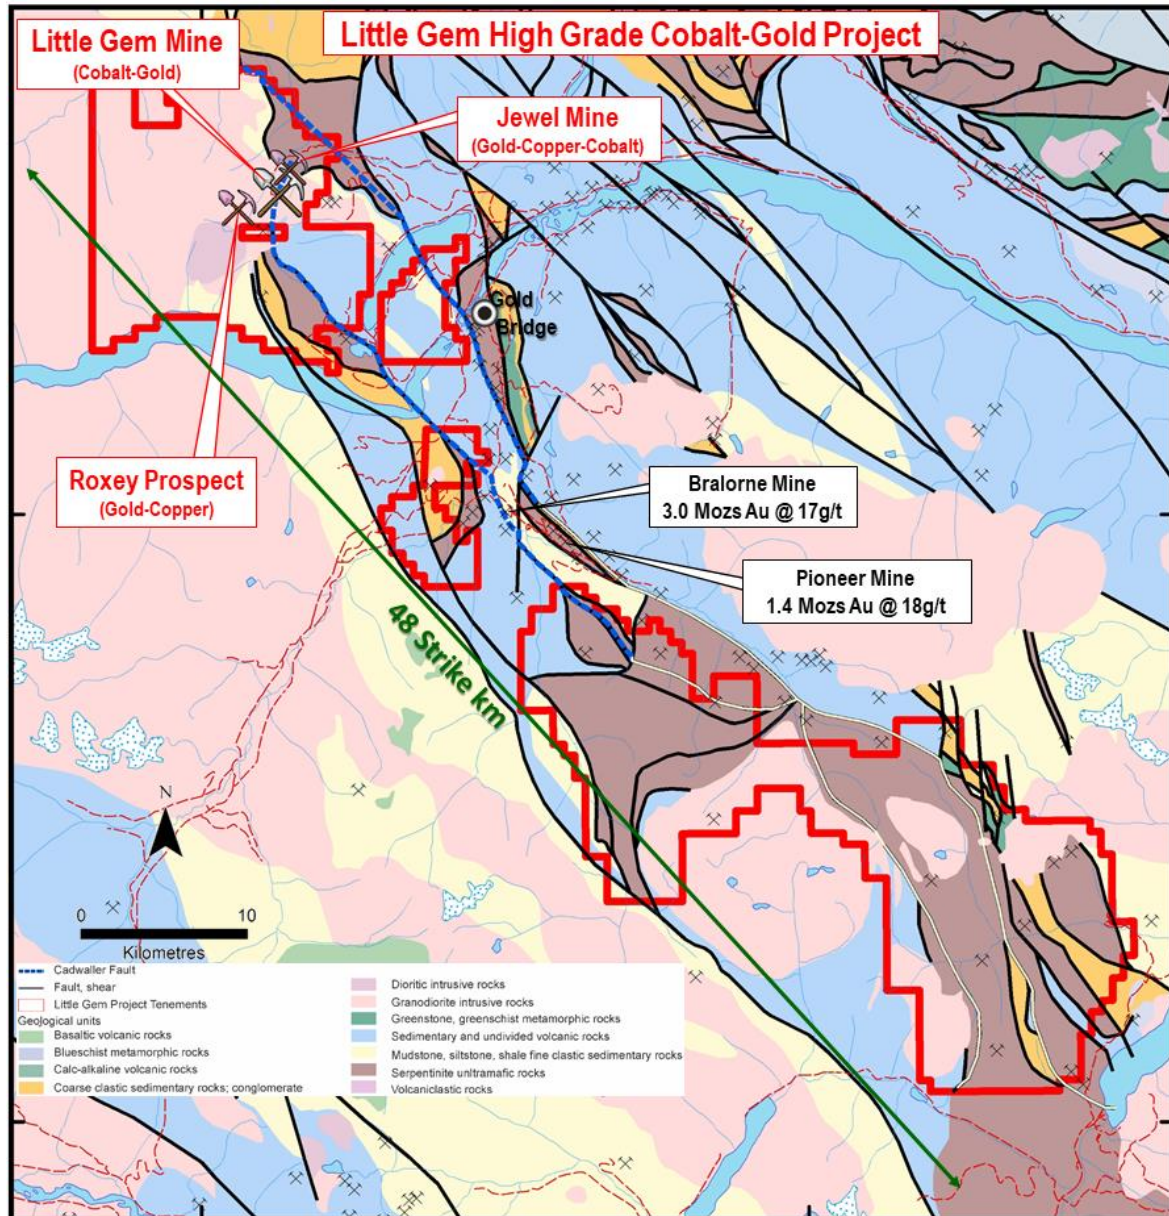 Little Gem High Grade Cobalt-Gold Project
Little Gem Mine
(Cobalt-Gold)
Jewel Mine
(Gold-Copper-Cobalt)
Gold
Bridge
Roxey Prospect
(Gold-Copper)
Bralorne Mine
3.0 Mozs Au @ 17g/t
Pioneer Mine
1.4 Mozs Au @ 18g/t
48 Strike km
N
0 10
Kilometres
Cadwaller Fault
Fault, shear
Little Gem Project Tenements
Geological units
Basaltic volcanic rocks
Blueschist metamorphic rocks
Calc-alkaline volcanic rocks
Coarse clastic sedimentary rocks; conglomerate
Dioritic intrusive rocks
Granodiorite intrusive rocks
Greenstone, greenschist metamorphic rocks
Sedimentary and undivided volcanic rocks
Mudstone, siltstone, shale fine clastic sedimentary rocks
Serpentinite unltramafic rocks
Volcaniclastic rocks